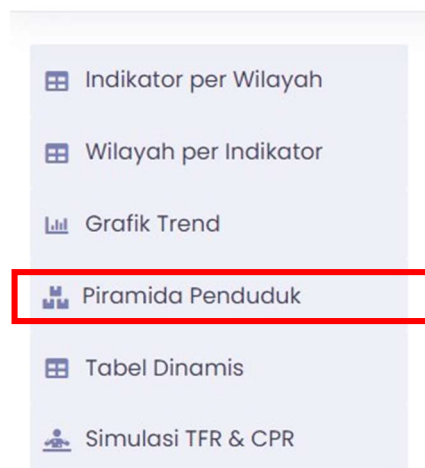 Indikator per Wilayah
Wilayah per Indikator
Grafik Trend
Piramida Penduduk
Tabel Dinamis
Simulasi TFR & CPR